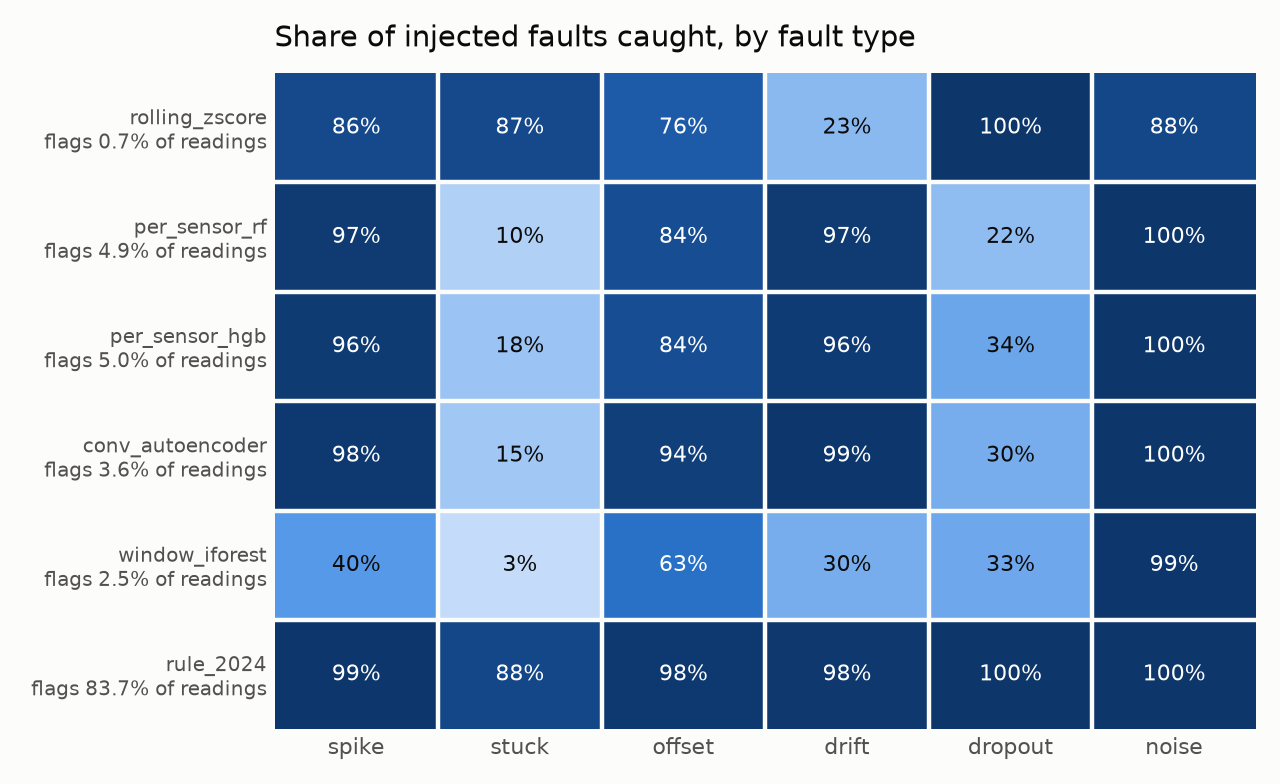 Share of injected faults caught, by fault type
rolling_zscore
flags 0.7% of readings
86% 87% 76% 23% 100% 88%
per_sensor_rf
flags 4.9% of readings
97% 10% 84% 97% 22% 100%
per_sensor_hgb
flags 5.0% of readings
96% 18% 84% 96% 34% 100%
conv_autoencoder
flags 3.6% of readings
98% 15% 94% 99% 30% 100%
window_iforest
flags 2.5% of readings
40% 3% 63% 30% 33% 99%
rule_2024
flags 83.7% of readings
99% 88% 98% 98% 100% 100%
spike stuck offset drift dropout noise